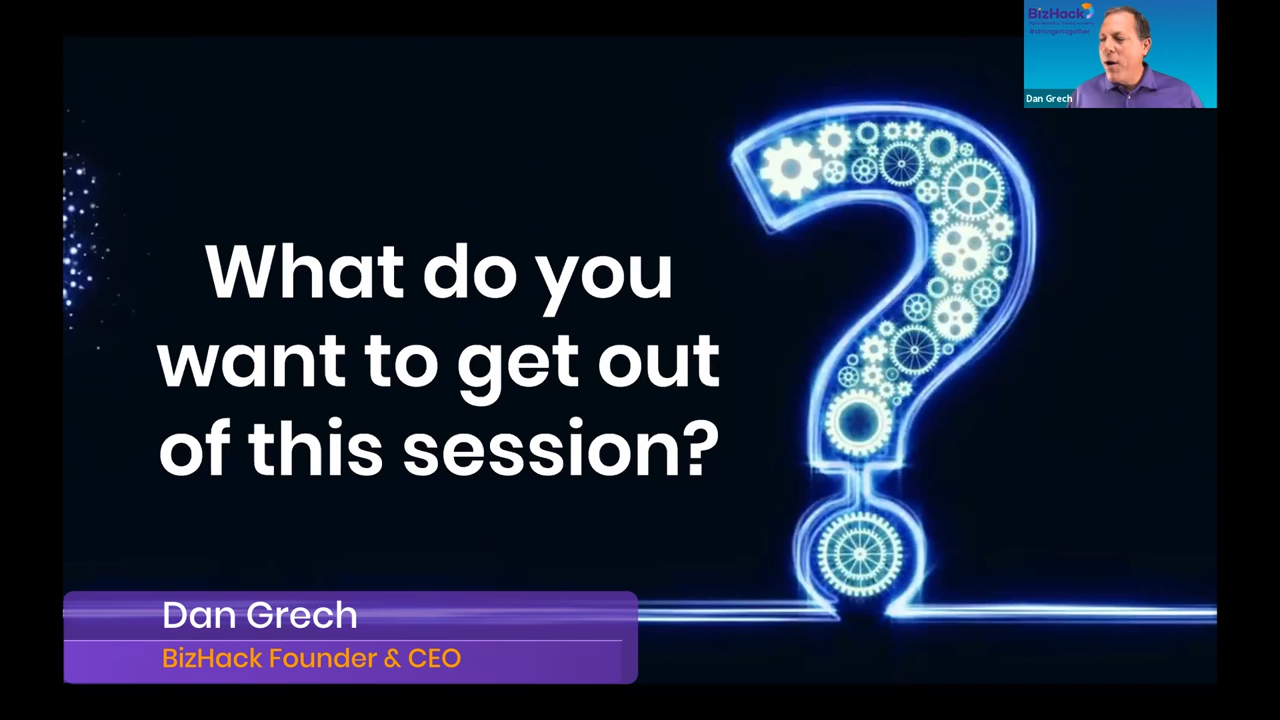 BizHack
#strongertogether
Dan Grech
What do you
want to get out
of this session?
Dan Grech
BizHack Founder & CEO